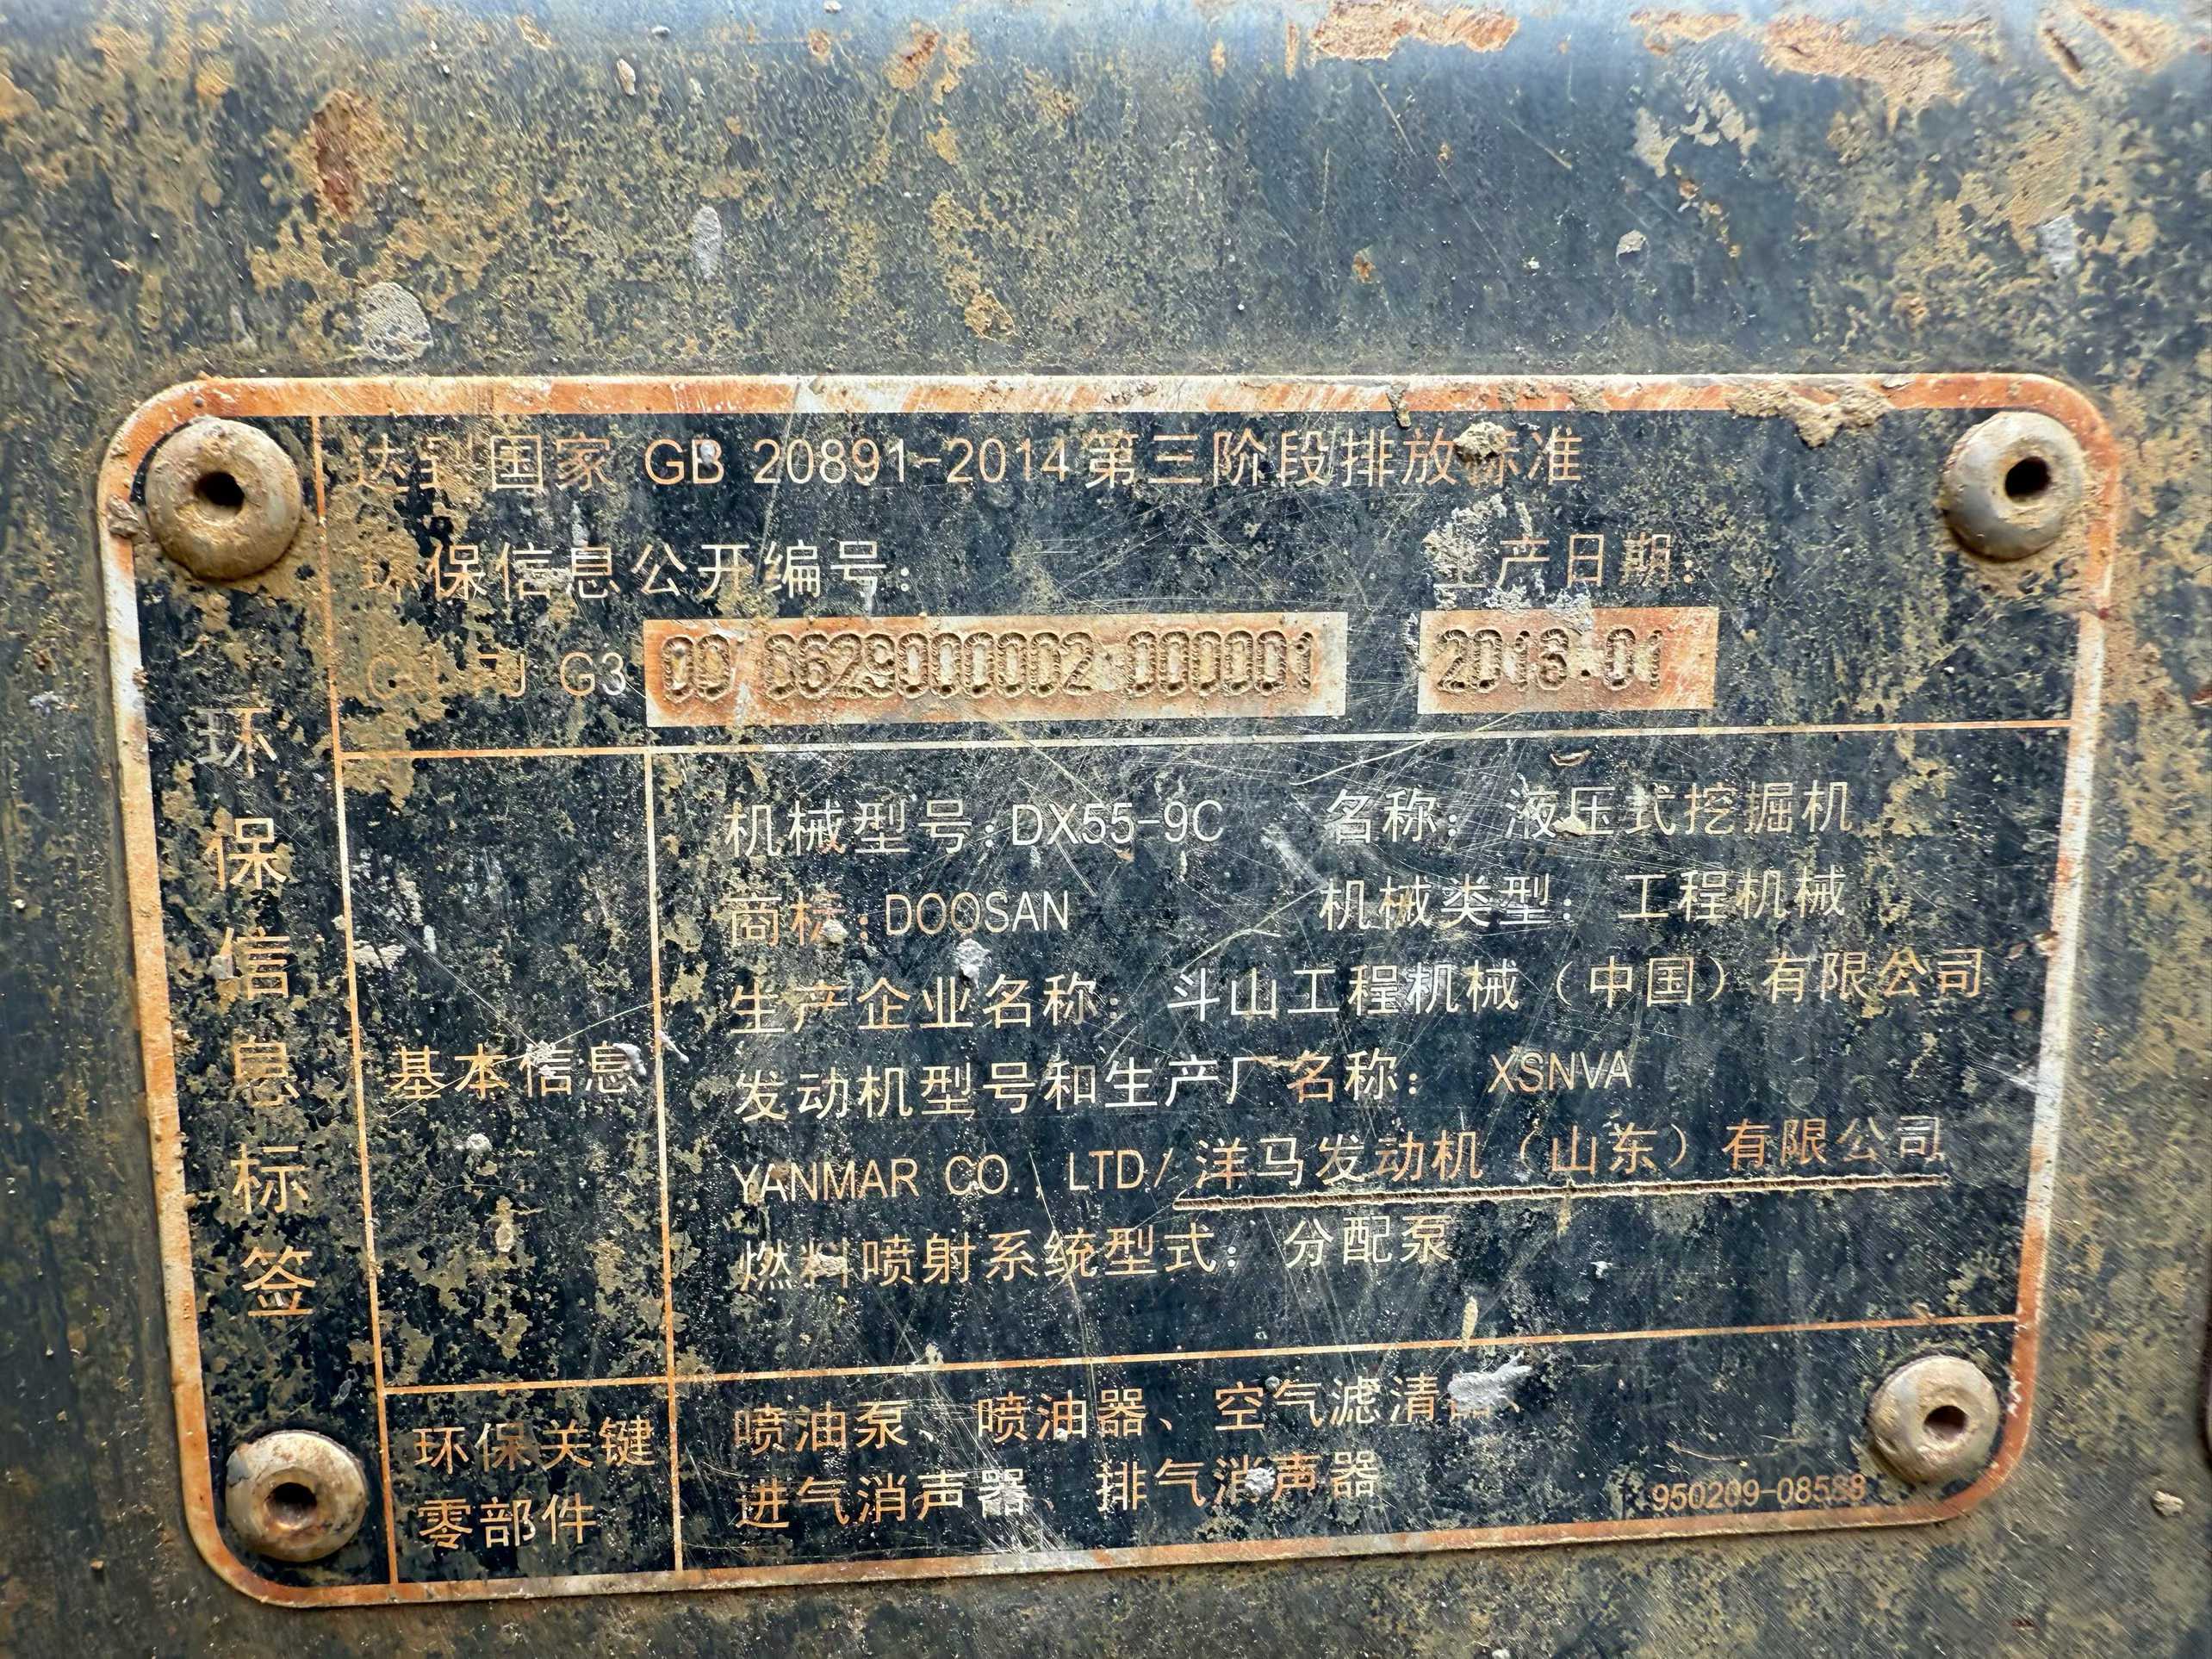 达到国家 GB 20891-2014第三阶段排放标准
环保信息公开编号:
生产日期:
G3 00 0629000002 000001
2018.01
环保信息标签
基本信息
机械型号:DX55-9C 名称: 液压式挖掘机
商标:DOOSAN 机械类型: 工程机械
生产企业名称: 斗山工程机械(中国)有限公司
发动机型号和生产厂名称: XSNVA
YANMAR CO., LTD/洋马发动机(山东)有限公司
燃料喷射系统型式: 分配泵
环保关键
零部件
喷油泵、喷油器、空气滤清器、
进气消声器、排气消声器
950209-08588